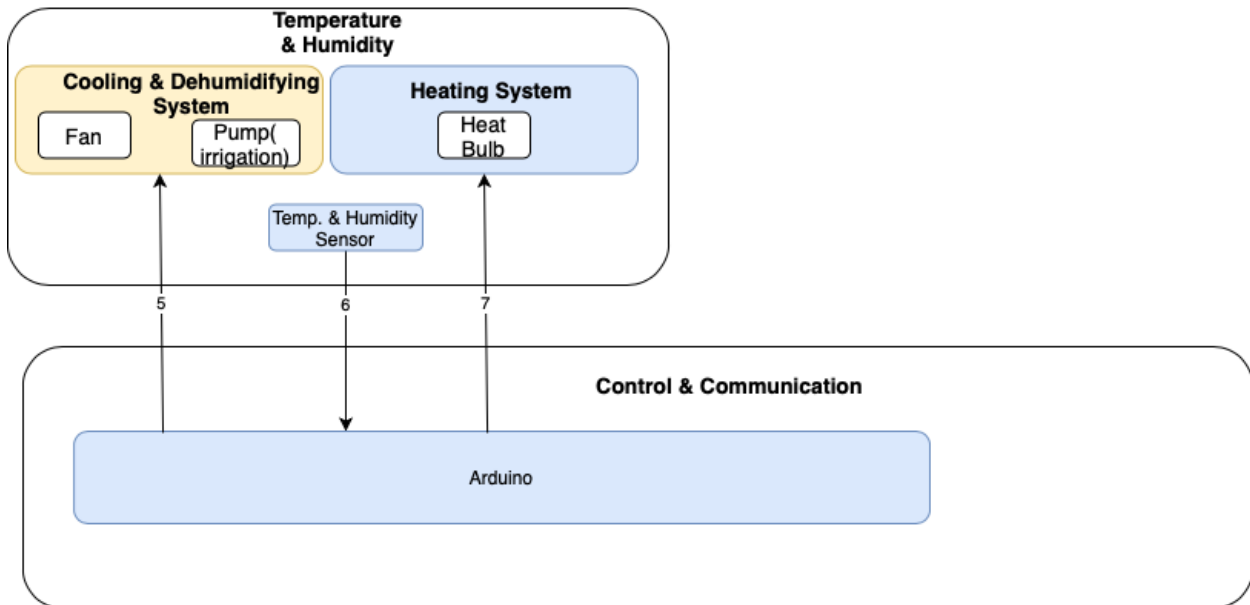 Temperature
& Humidity
Cooling & Dehumidifying
System
Fan
Pump(
irrigation)
Heating System
Heat
Bulb
Temp. & Humidity
Sensor
5
6
7
Control & Communication
Arduino